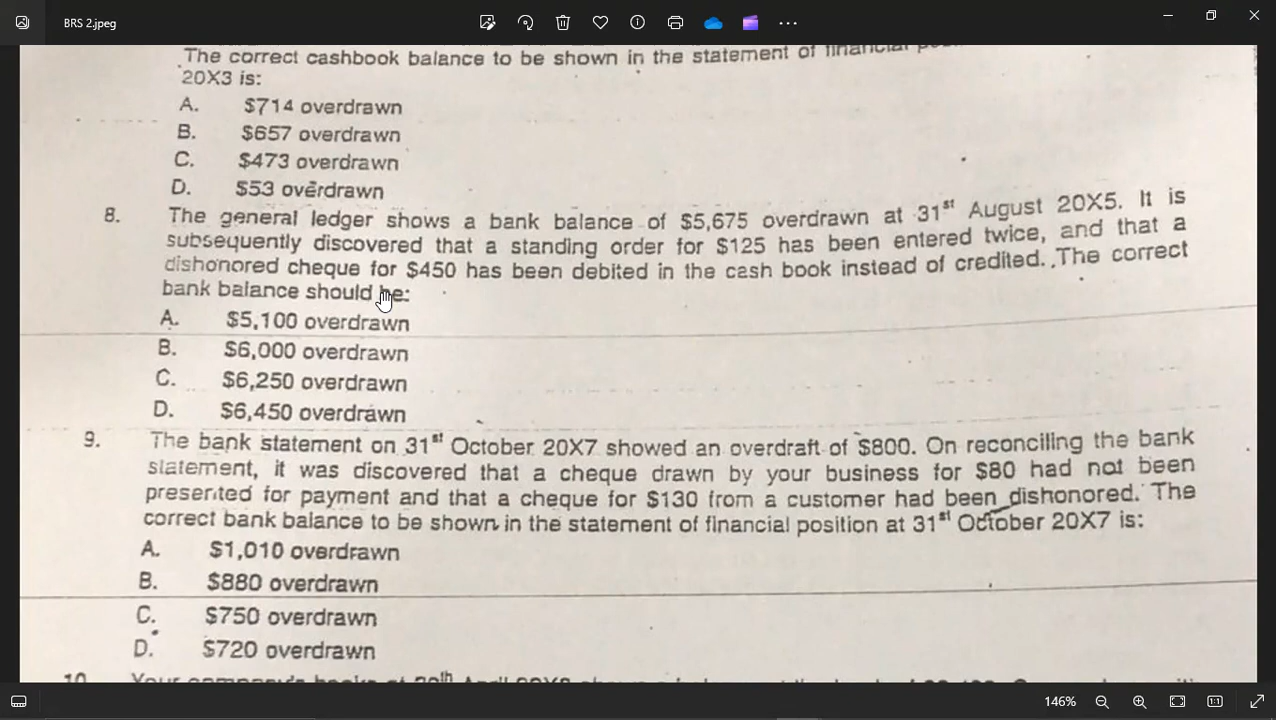 BRS 2.jpeg
The correct cashbook balance to be shown in the statement of financial
20X3 is:
A. $714 overdrawn
B. $657 overdrawn
C. $473 overdrawn
D. $53 overdrawn
8. The general ledger shows a bank balance of $5,675 overdrawn at 31st August 20X5. It is
subsequently discovered that a standing order for $125 has been entered twice, and that a
dishonored cheque for $450 has been debited in the cash book instead of credited. The correct
bank balance should be:
A. $5,100 overdrawn
B. $6,000 overdrawn
C. $6,250 overdrawn
D. $6,450 overdrawn
9. The bank statement on 31st October 20X7 showed an overdraft of $800. On reconciling the bank
statement, it was discovered that a cheque drawn by your business for $80 had not been
presented for payment and that a cheque for $130 from a customer had been dishonored. The
correct bank balance to be shown in the statement of financial position at 31st October 20X7 is:
A. $1,010 overdrawn
B. $880 overdrawn
C. $750 overdrawn
D. $720 overdrawn
10 Your company's books at 30th April
146%